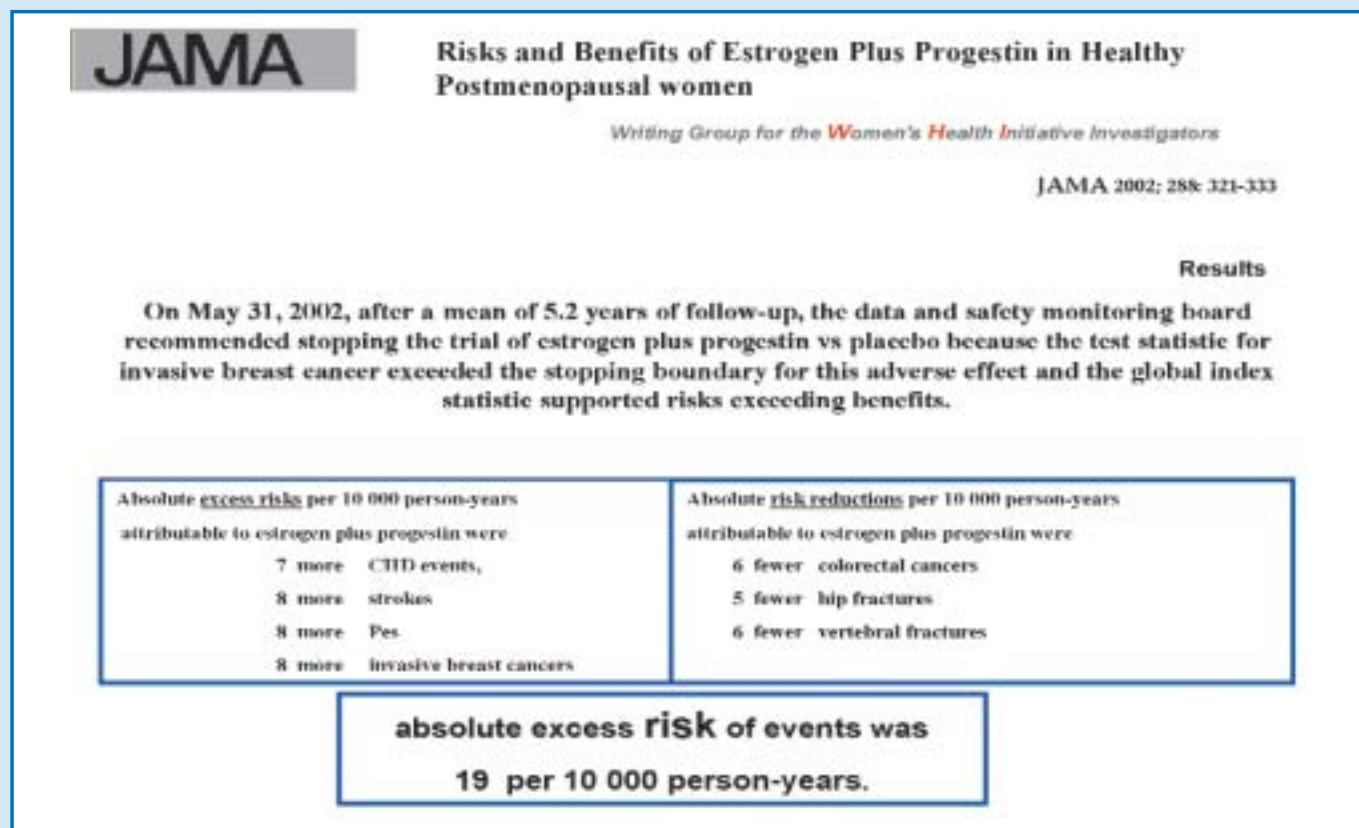 JAMA
Risks and Benefits of Estrogen Plus Progestin in Healthy
Postmenopausal women
Writing Group for the Women's Health Initiative Investigators
JAMA 2002; 288: 321-333
Results
On May 31, 2002, after a mean of 5.2 years of follow-up, the data and safety monitoring board
recommended stopping the trial of estrogen plus progestin vs placebo because the test statistic for
invasive breast cancer exceeded the stopping boundary for this adverse effect and the global index
statistic supported risks exceeding benefits.
Absolute excess risks per 10 000 person-years
attributable to estrogen plus progestin were
7 more CHD events,
8 more strokes
8 more Pes
8 more invasive breast cancers
Absolute risk reductions per 10 000 person-years
attributable to estrogen plus progestin were
6 fewer colorectal cancers
5 fewer hip fractures
6 fewer vertebral fractures
absolute excess risk of events was
19 per 10 000 person-years.